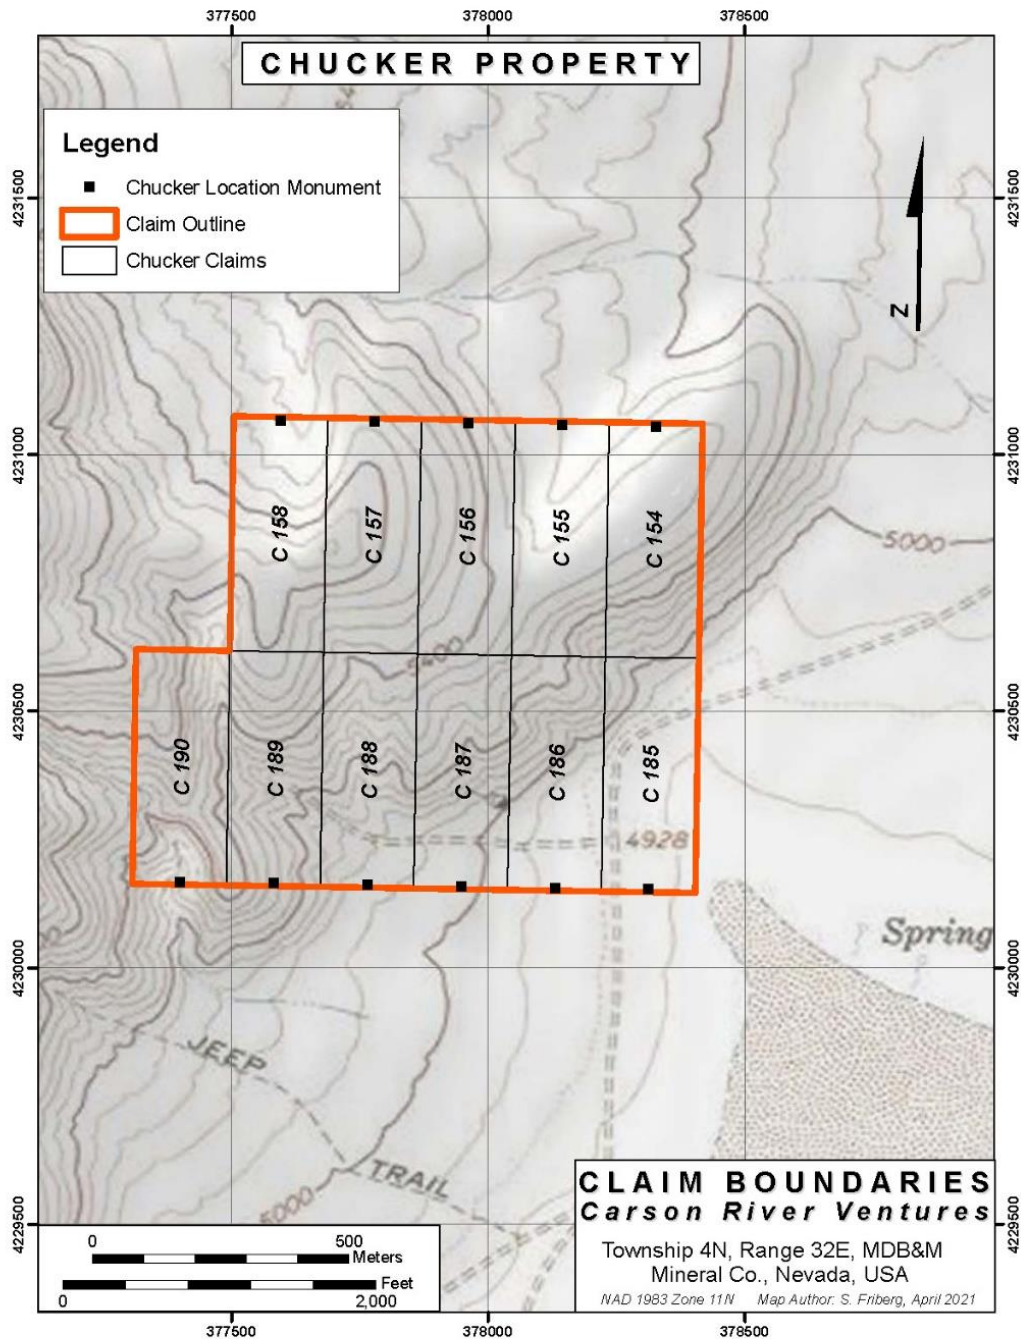 377500
378000
378500
CHUCKER PROPERTY
Legend
Chucker Location Monument
Claim Outline
Chucker Claims
4231500
4231500
Z
4231000
4231000
C 158
C 157
C 156
C 155
C 154
5000
5400
4230500
4230500
C 190
C 189
C 188
C 187
C 186
C 185
4928
Spring
4230000
4230000
JEEP
TRAIL
5000
4229500
4229500
CLAIM BOUNDARIES
Carson River Ventures
Township 4N, Range 32E, MDB&M
Mineral Co., Nevada, USA
NAD 1983 Zone 11N Map Author: S. Friberg, April 2021
0 500
Meters
Feet
0 2,000
377500
378000
378500